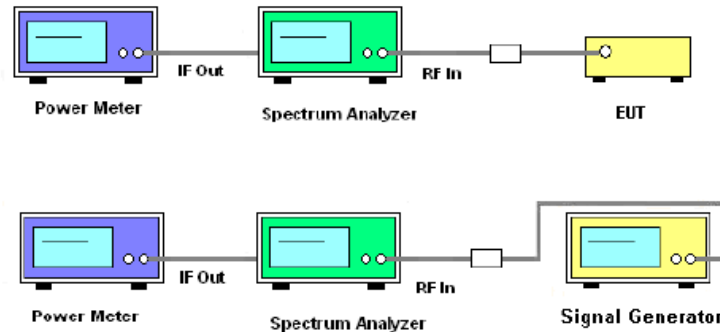 IF Out
RF In
Power Meter
Spectrum Analyzer
EUT
IF Out
RF In
Power Meter
Spectrum Analyzer
Signal Generator